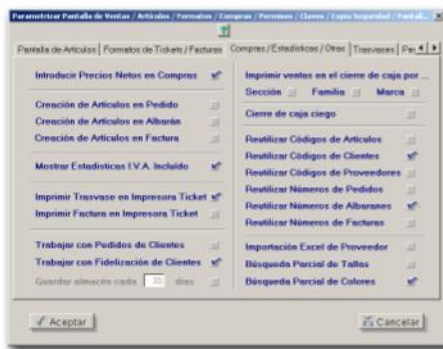 Parametrizar Pantalla de Ventas / Artículos / Formatos / Compras / Permisos / Claves / Copia Seguridad / Pantall...
Pantalla de Artículos | Formatos de Tickets / Facturas | Compras / Estadísticas / Otras | Trasvases
Introducir Precios Netos en Compras
Creación de Artículos en Pedido
Creación de Artículos en Albarán
Creación de Artículos en Factura
Mostrar Estadísticas I.V.A. Incluído
Imprimir Trasvase en Impresora Ticket
Imprimir Factura en Impresora Ticket
Trabajar con Pedidos de Clientes
Trabajar con Fidelización de Clientes
Guardar almacén cada 30 días
Imprimir ventas en el cierre de caja por ...
Sección Familia Marca
Cierre de caja ciego
Reutilizar Códigos de Artículos
Reutilizar Códigos de Clientes
Reutilizar Códigos de Proveedores
Reutilizar Números de Pedidos
Reutilizar Números de Albaranes
Reutilizar Números de Facturas
Importación Excel de Proveedor
Búsqueda Parcial de Tallas
Búsqueda Parcial de Colores
Aceptar
Cancelar